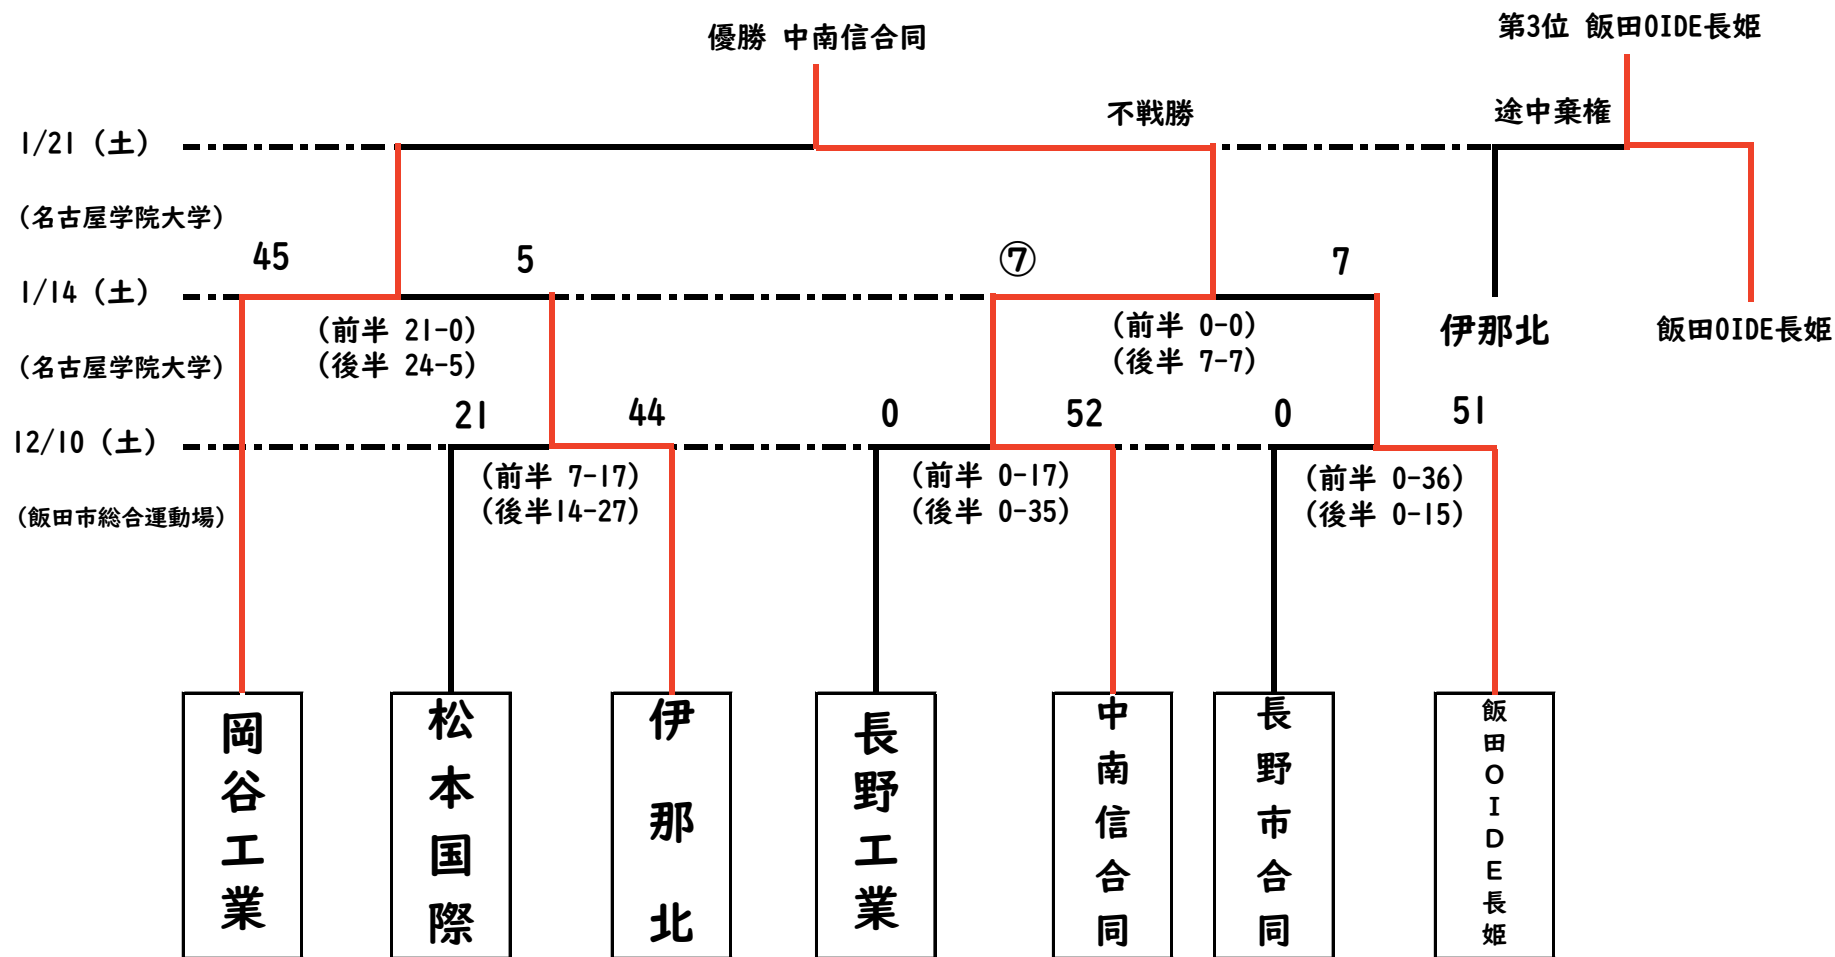 優勝 中南信合同
第3位 飯田OIDE長姫
不戦勝
途中棄権
1/21（土）
（名古屋学院大学）
45
5
⑦
7
1/14（土）
（前半 21-0）
（後半 24-5）
（前半 0-0）
（後半 7-7）
伊那北
飯田OIDE長姫
（名古屋学院大学）
21
44
0
52
0
51
12/10（土）
（前半 7-17）
（後半14-27）
（前半 0-17）
（後半 0-35）
（前半 0-36）
（後半 0-15）
（飯田市総合運動場）
岡谷工業
松本国際
伊那北
長野工業
中南信合同
長野市合同
飯田OIDE長姫